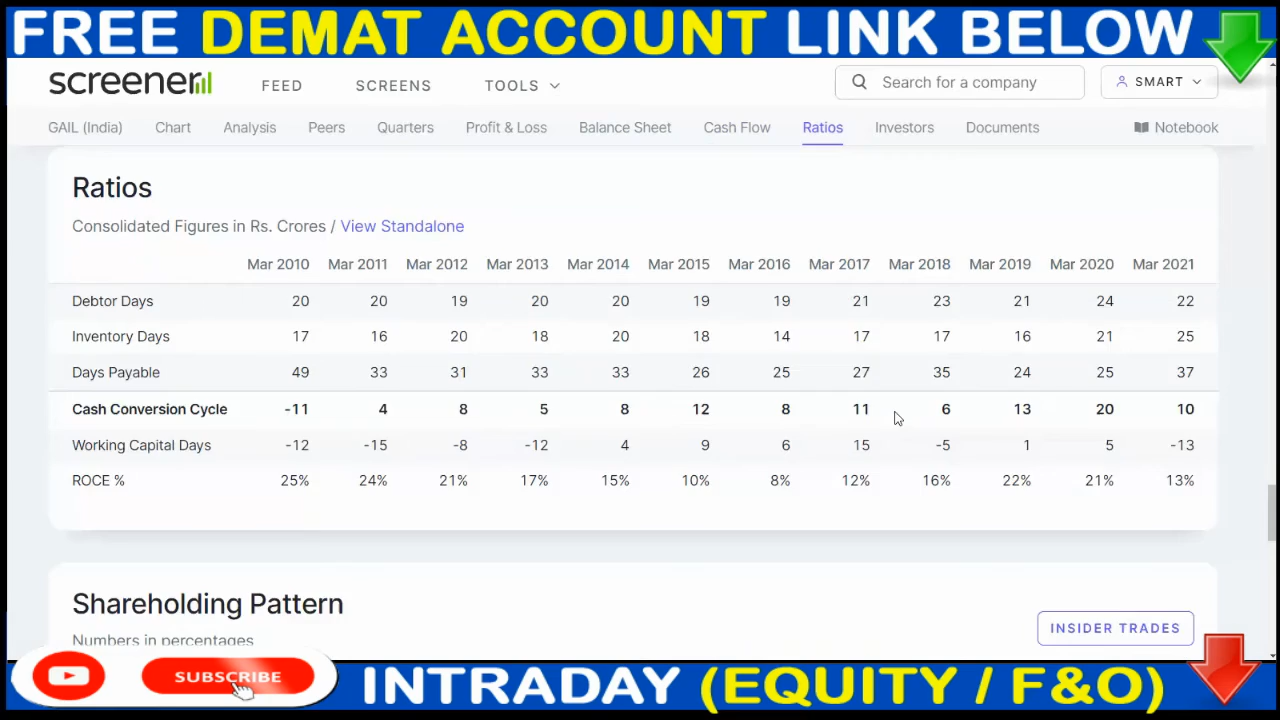 FREE DEMAT ACCOUNT LINK BELOW
screener FEED SCREENS TOOLS Search for a company SMART
GAIL (India) Chart Analysis Peers Quarters Profit & Loss Balance Sheet Cash Flow Ratios Investors Documents Notebook
Ratios
Consolidated Figures in Rs. Crores / View Standalone
Mar 2010 Mar 2011 Mar 2012 Mar 2013 Mar 2014 Mar 2015 Mar 2016 Mar 2017 Mar 2018 Mar 2019 Mar 2020 Mar 2021
Debtor Days 20 20 19 20 20 19 19 21 23 21 24 22
Inventory Days 17 16 20 18 20 18 14 17 17 16 21 25
Days Payable 49 33 31 33 33 26 25 27 35 24 25 37
Cash Conversion Cycle -11 4 8 5 8 12 8 11 6 13 20 10
Working Capital Days -12 -15 -8 -12 4 9 6 15 -5 1 5 -13
ROCE % 25% 24% 21% 17% 15% 10% 8% 12% 16% 22% 21% 13%
Shareholding Pattern
Numbers in percentages
INSIDER TRADES
SUBSCRIBE
INTRADAY (EQUITY / F&O)